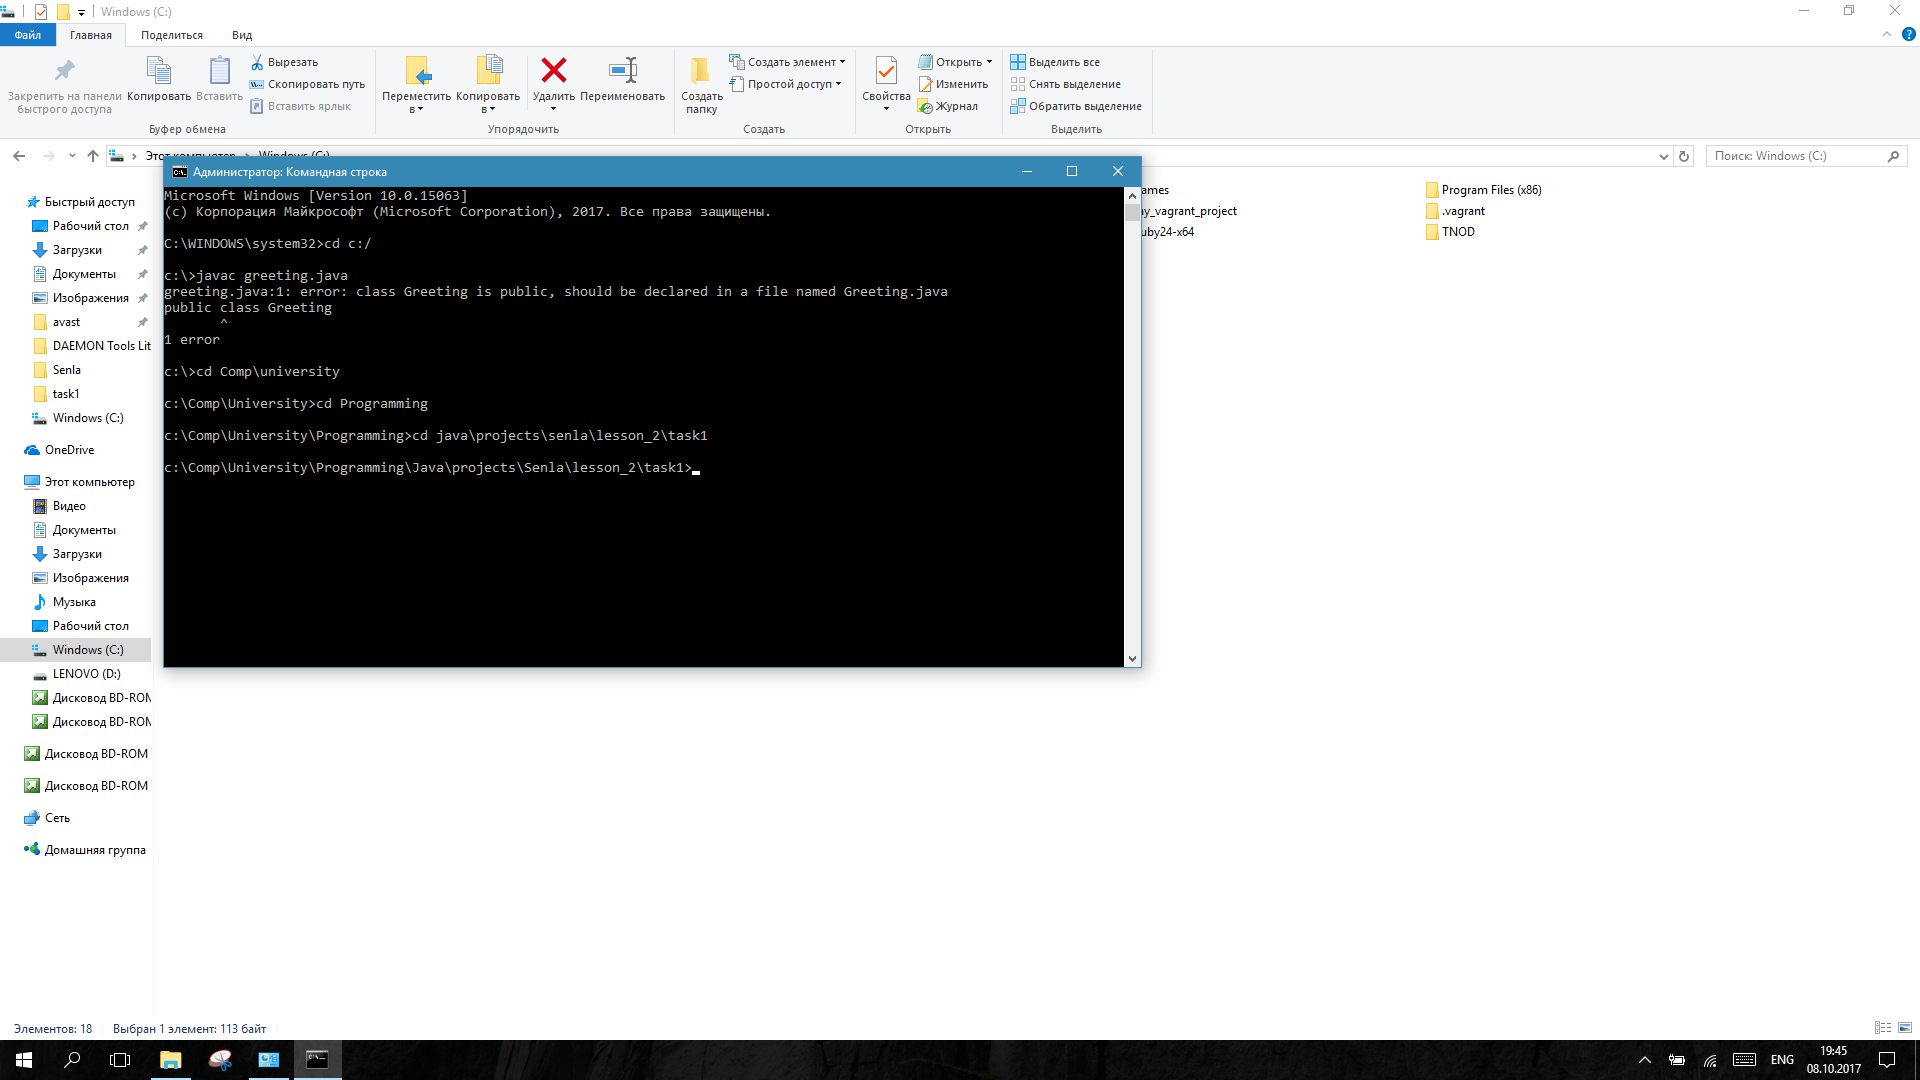 Windows (C:)
Файл Главная Поделиться Вид
Закрепить на панели быстрого доступа
Копировать
Вставить
Вырезать
Скопировать путь
Вставить ярлык
Буфер обмена
Переместить в
Копировать в
Удалить
Переименовать
Упорядочить
Создать папку
Создать элемент
Простой доступ
Создать
Свойства
Открыть
Изменить
Журнал
Открыть
Выделить все
Снять выделение
Обратить выделение
Выделить
Этот компьютер Windows (C:)
Поиск: Windows (C:)
Быстрый доступ
Рабочий стол
Загрузки
Документы
Изображения
avast
DAEMON Tools Lit
Senla
task1
Windows (C:)
OneDrive
Этот компьютер
Видео
Документы
Загрузки
Изображения
Музыка
Рабочий стол
Windows (C:)
LENOVO (D:)
Дисковод BD-ROM
Дисковод BD-ROM
Дисковод BD-ROM
Дисковод BD-ROM
Сеть
Домашняя группа
Администратор: Командная строка
Microsoft Windows [Version 10.0.15063]
(c) Корпорация Майкрософт (Microsoft Corporation), 2017. Все права защищены.
C:\WINDOWS\system32>cd c:/
c:\>javac greeting.java
greeting.java:1: error: class Greeting is public, should be declared in a file named Greeting.java
public class Greeting
^
1 error
c:\>cd Comp\university
c:\Comp\University>cd Programming
c:\Comp\University\Programming>cd java\projects\senla\lesson_2\task1
c:\Comp\University\Programming\Java\projects\Senla\lesson_2\task1>
ames
y_vagrant_project
uby24-x64
Program Files (x86)
.vagrant
TNOD
Элементов: 18 Выбран 1 элемент: 113 байт
ENG
19:45
08.10.2017